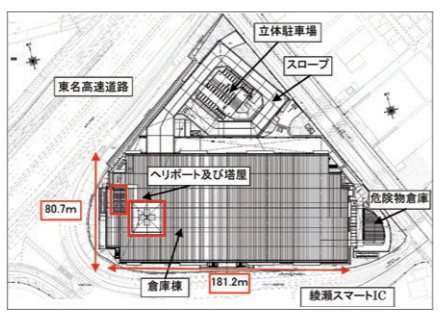 立体駐車場
スロープ
東名高速道路
ヘリポート及び塔屋
危険物倉庫
80.7m
倉庫棟
181.2m
綾瀬スマートIC